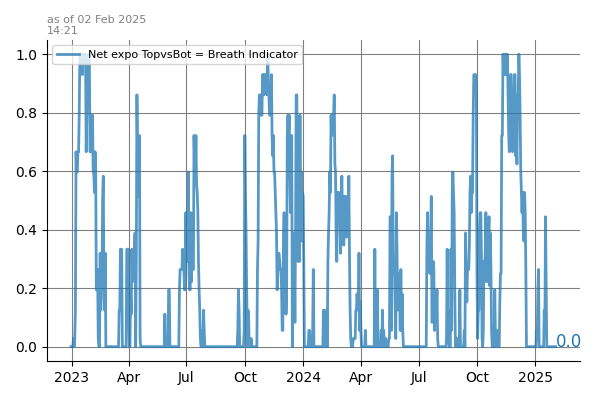 as of 02 Feb 2025
14:21
Net expo TopvsBot = Breath Indicator
1.0
0.8
0.6
0.4
0.2
0.0
0.0
2023 Apr Jul Oct 2024 Apr Jul Oct 2025